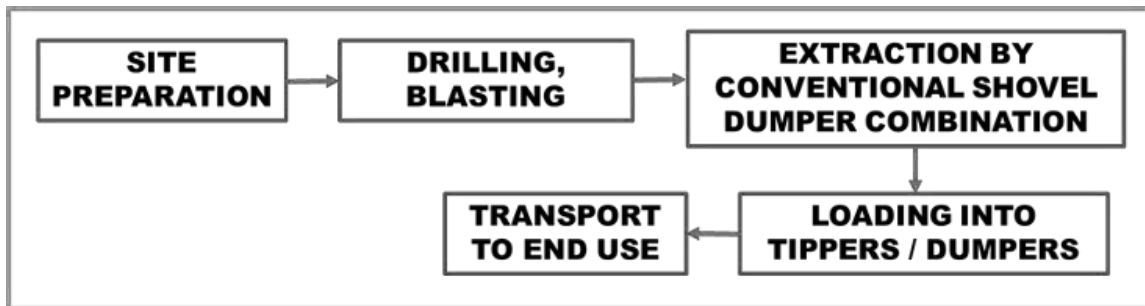 SITE
PREPARATION
DRILLING,
BLASTING
EXTRACTION BY
CONVENTIONAL SHOVEL
DUMPER COMBINATION
LOADING INTO
TIPPERS / DUMPERS
TRANSPORT
TO END USE